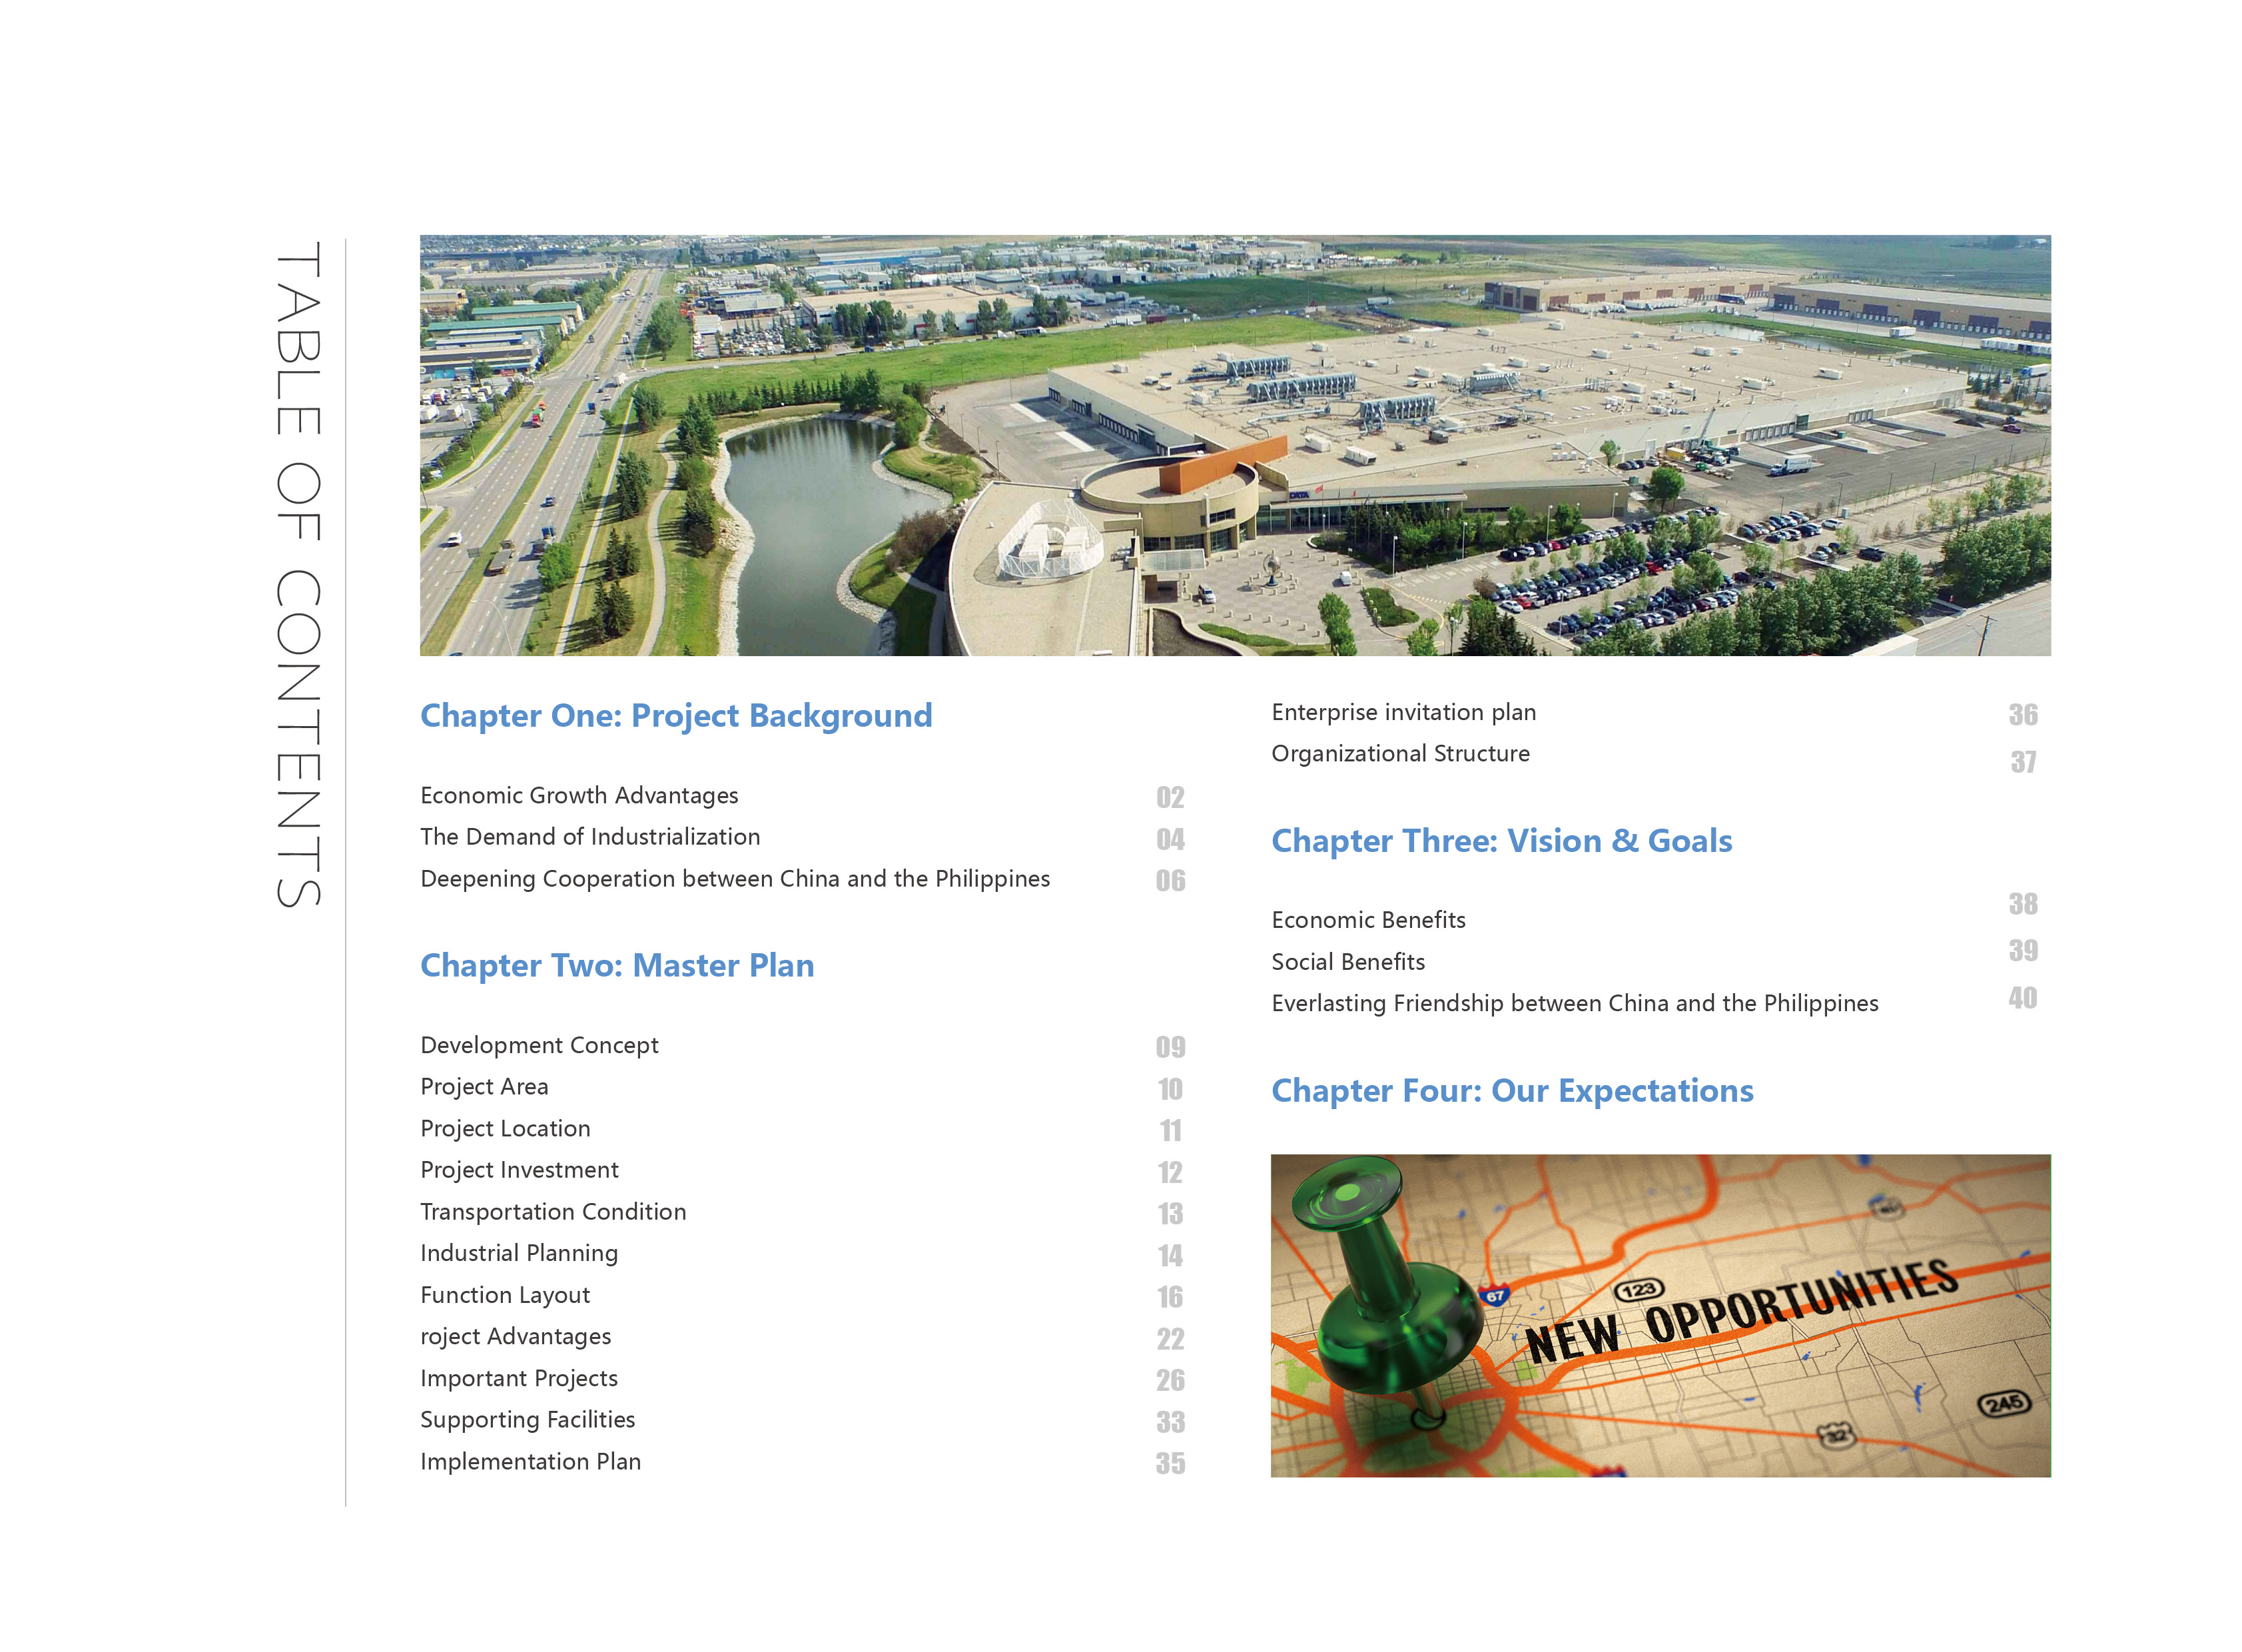 TABLE OF CONTENTS
DATA
Chapter One: Project Background
Economic Growth Advantages 02
The Demand of Industrialization 04
Deepening Cooperation between China and the Philippines 06
Chapter Two: Master Plan
Development Concept 09
Project Area 10
Project Location 11
Project Investment 12
Transportation Condition 13
Industrial Planning 14
Function Layout 16
roject Advantages 22
Important Projects 26
Supporting Facilities 33
Implementation Plan 35
Enterprise invitation plan 36
Organizational Structure 37
Chapter Three: Vision & Goals
Economic Benefits 38
Social Benefits 39
Everlasting Friendship between China and the Philippines 40
Chapter Four: Our Expectations
67
123
NEW OPPORTUNITIES
245
32